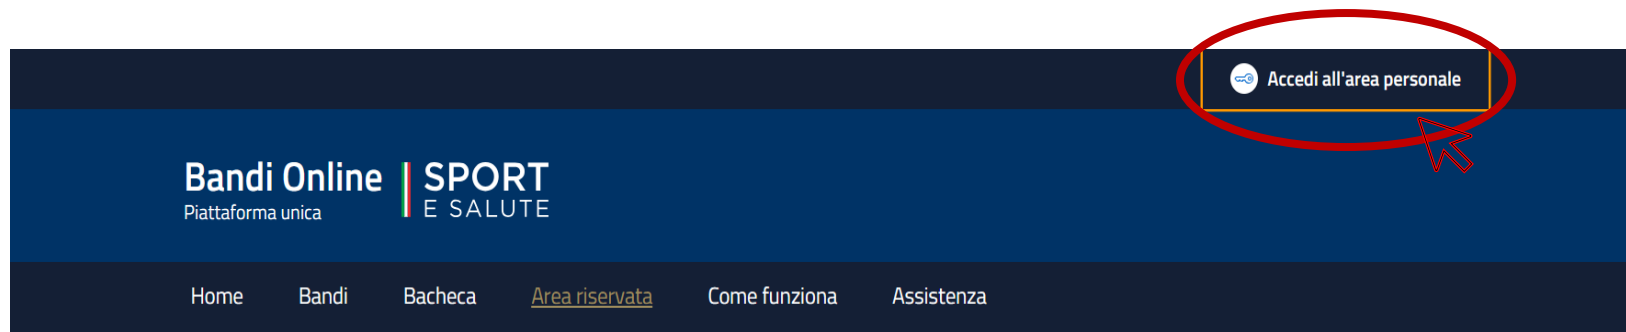 Accedi all'area personale
Bandi Online
Piattaforma unica
SPORT
E SALUTE
Home Bandi Bacheca Area riservata Come funziona Assistenza